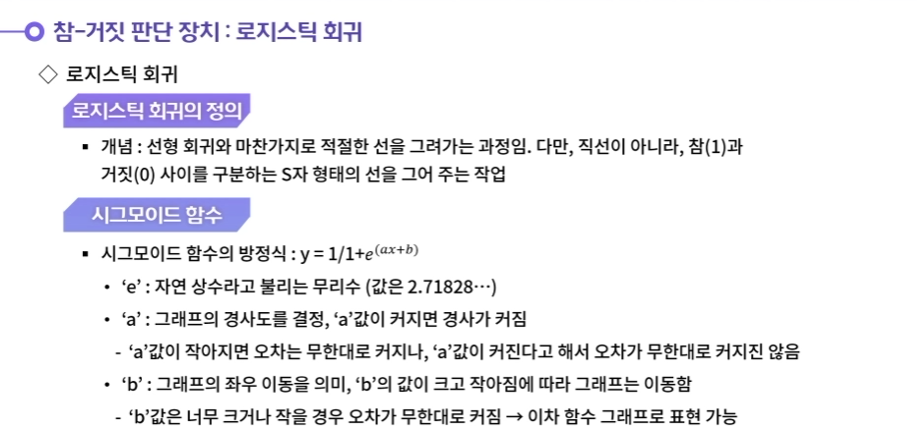 참-거짓 판단 장치 : 로지스틱 회귀
◇ 로지스틱 회귀
로지스틱 회귀의 정의
▪ 개념 : 선형 회귀와 마찬가지로 적절한 선을 그려가는 과정임. 다만, 직선이 아니라, 참(1)과
거짓(0) 사이를 구분하는 S자 형태의 선을 그어 주는 작업
시그모이드 함수
▪ 시그모이드 함수의 방정식 : y = 1/1+e^(ax+b)
• ‘e’ : 자연 상수라고 불리는 무리수 (값은 2.71828…)
• ‘a’ : 그래프의 경사도를 결정, ‘a’값이 커지면 경사가 커짐
- ‘a’값이 작아지면 오차는 무한대로 커지나, ‘a’값이 커진다고 해서 오차가 무한대로 커지진 않음
• ‘b’ : 그래프의 좌우 이동을 의미, ‘b’의 값이 크고 작아짐에 따라 그래프는 이동함
- ‘b’값은 너무 크거나 작을 경우 오차가 무한대로 커짐 → 이차 함수 그래프로 표현 가능